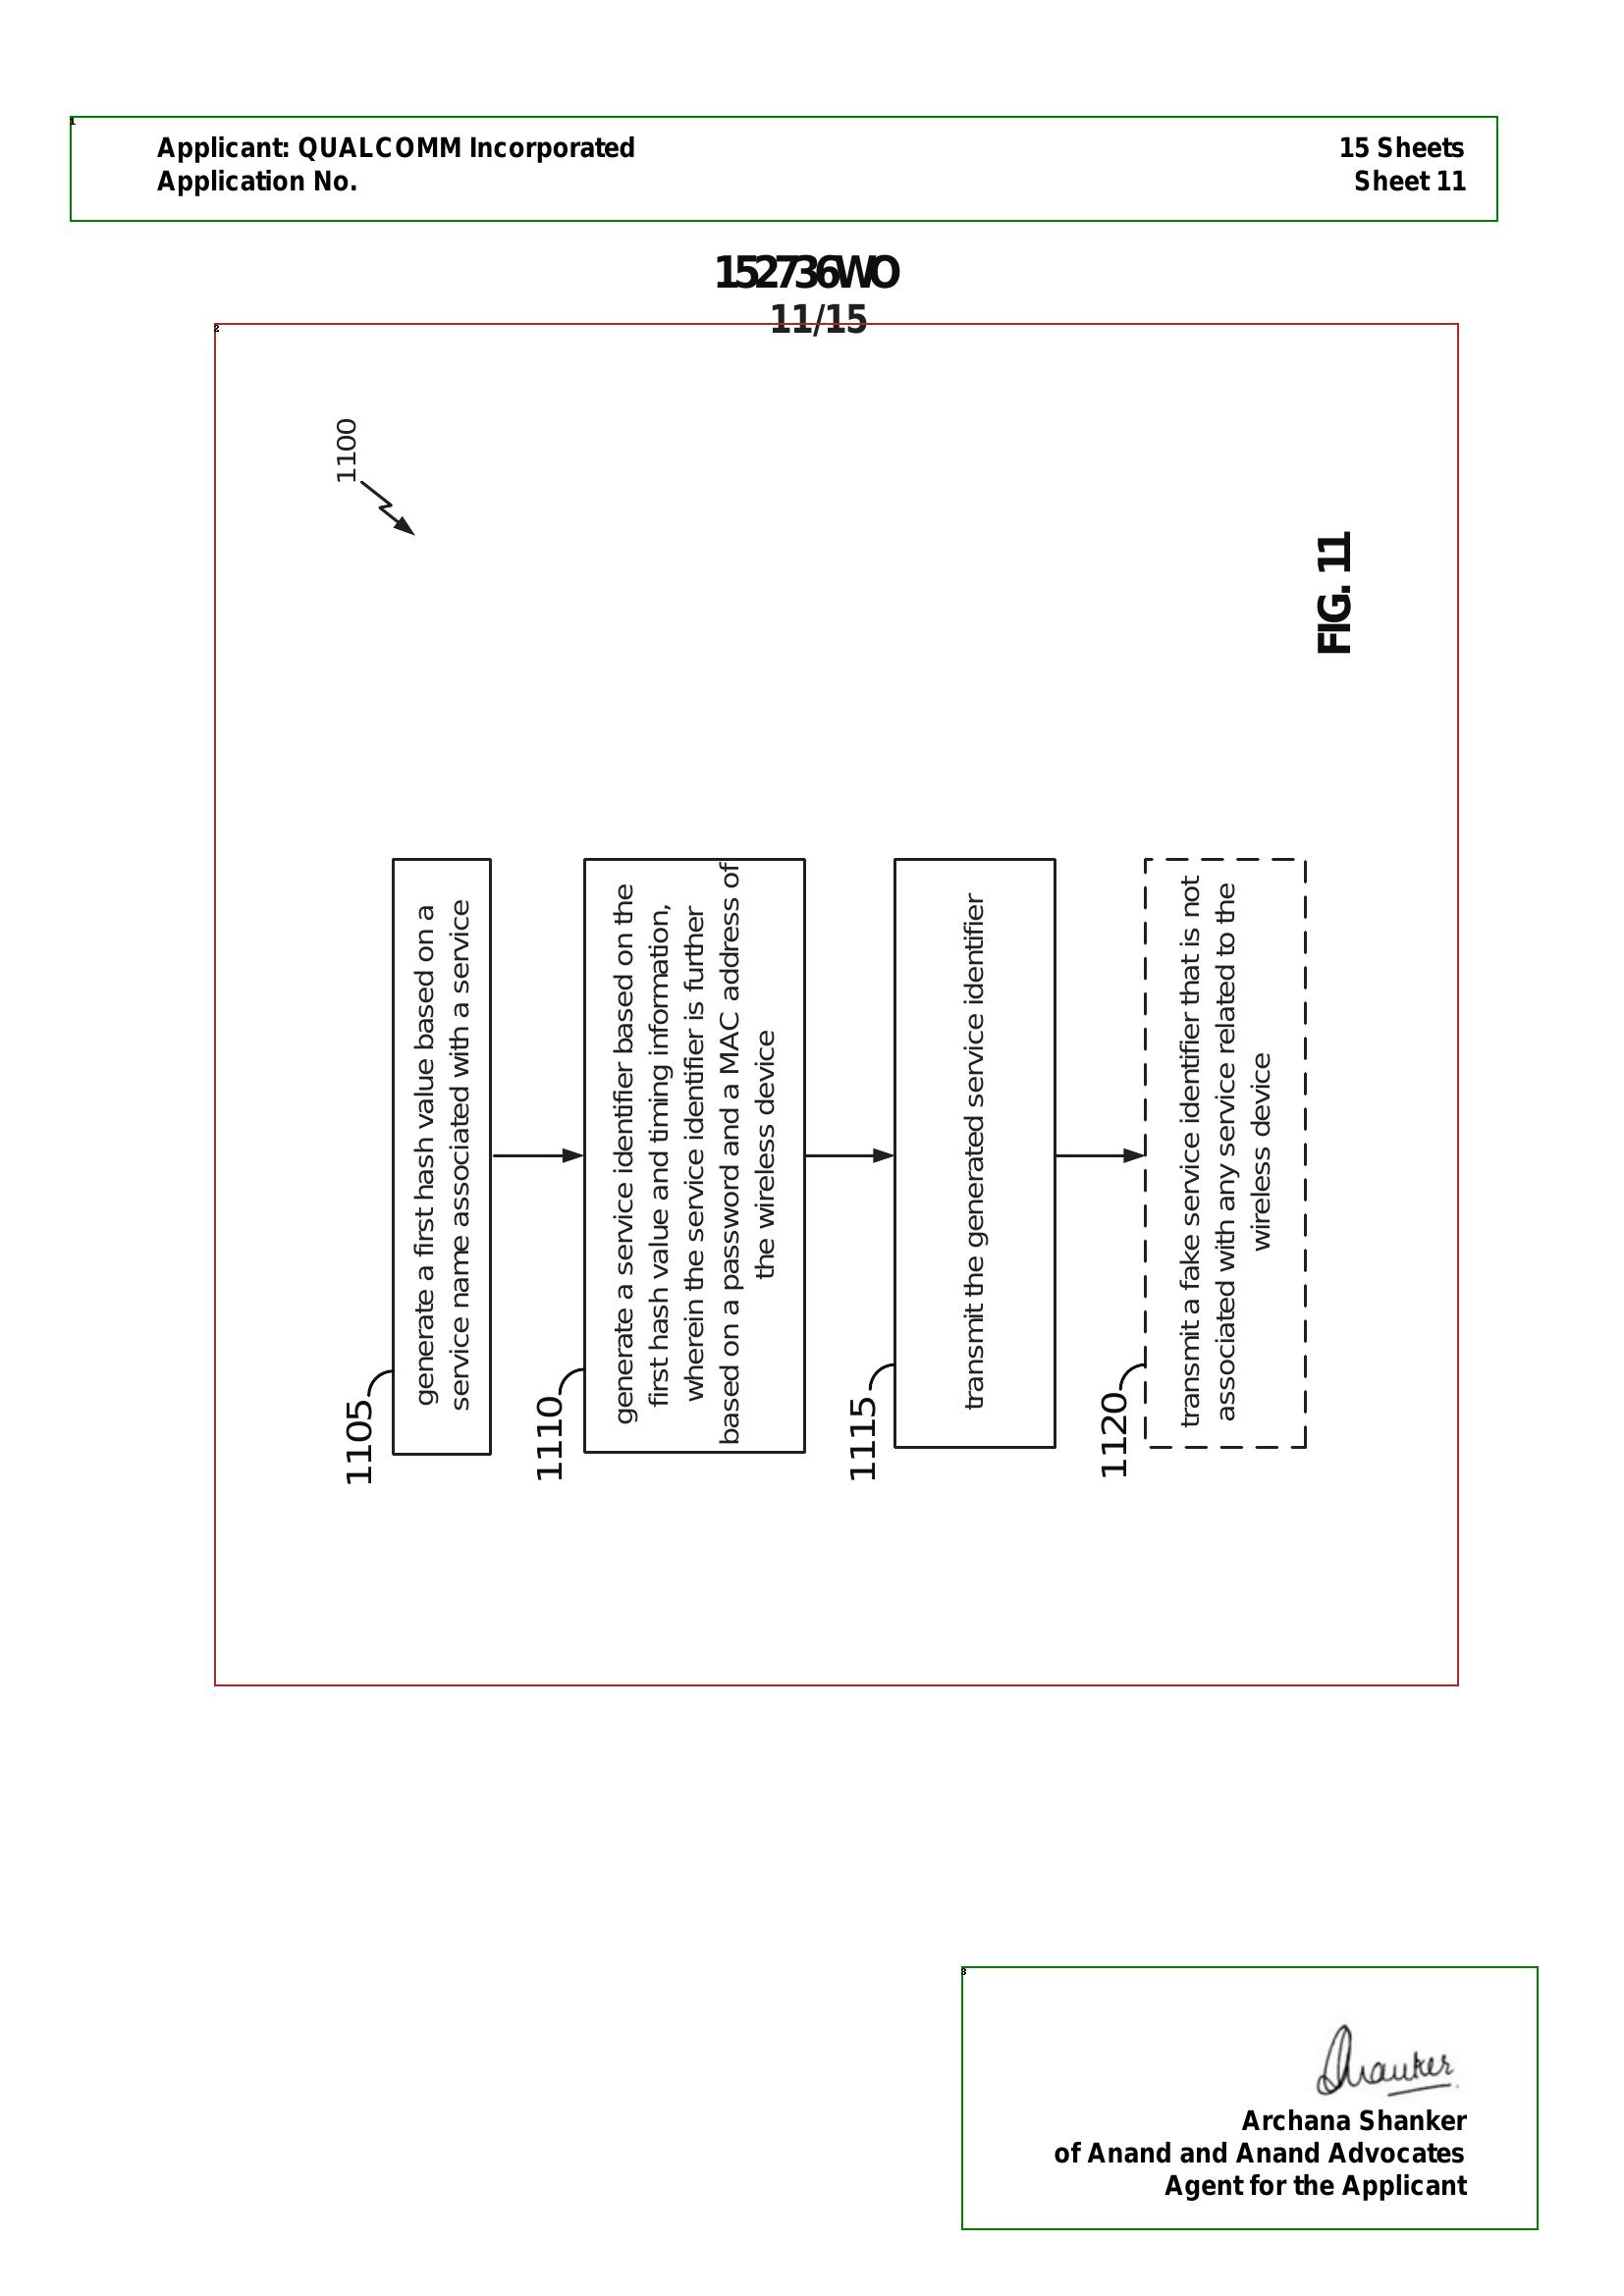 Applicant: QUALCOMM Incorporated
15 Sheets
Application No.
Sheet 11
152736WO
11/15
1100
1105
generate a first hash value based on a
service name associated with a service
1110
generate a service identifier based on the
first hash value and timing information,
wherein the service identifier is further
based on a password and a MAC address of
the wireless device
1115
transmit the generated service identifier
1120
transmit a fake service identifier that is not
associated with any service related to the
wireless device
FIG. 11
Shanker
Archana Shanker
of Anand and Anand Advocates
Agent for the Applicant